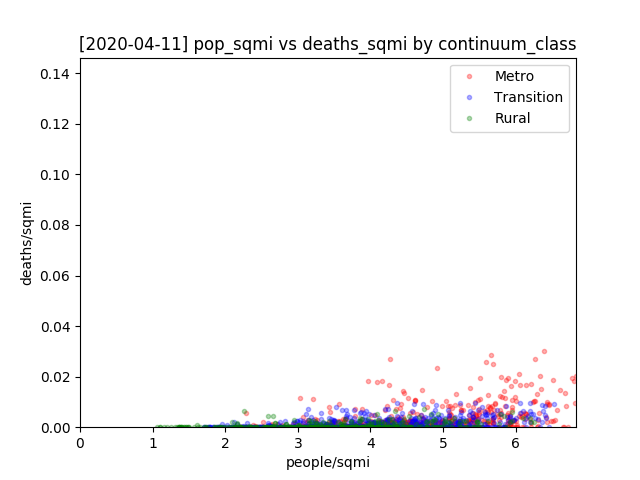 [2020-04-11] pop_sqmi vs deaths_sqmi by continuum_class
0.14
0.12
0.10
0.08
0.06
0.04
0.02
0.00
deaths/sqmi
Metro
Transition
Rural
0 1 2 3 4 5 6
people/sqmi